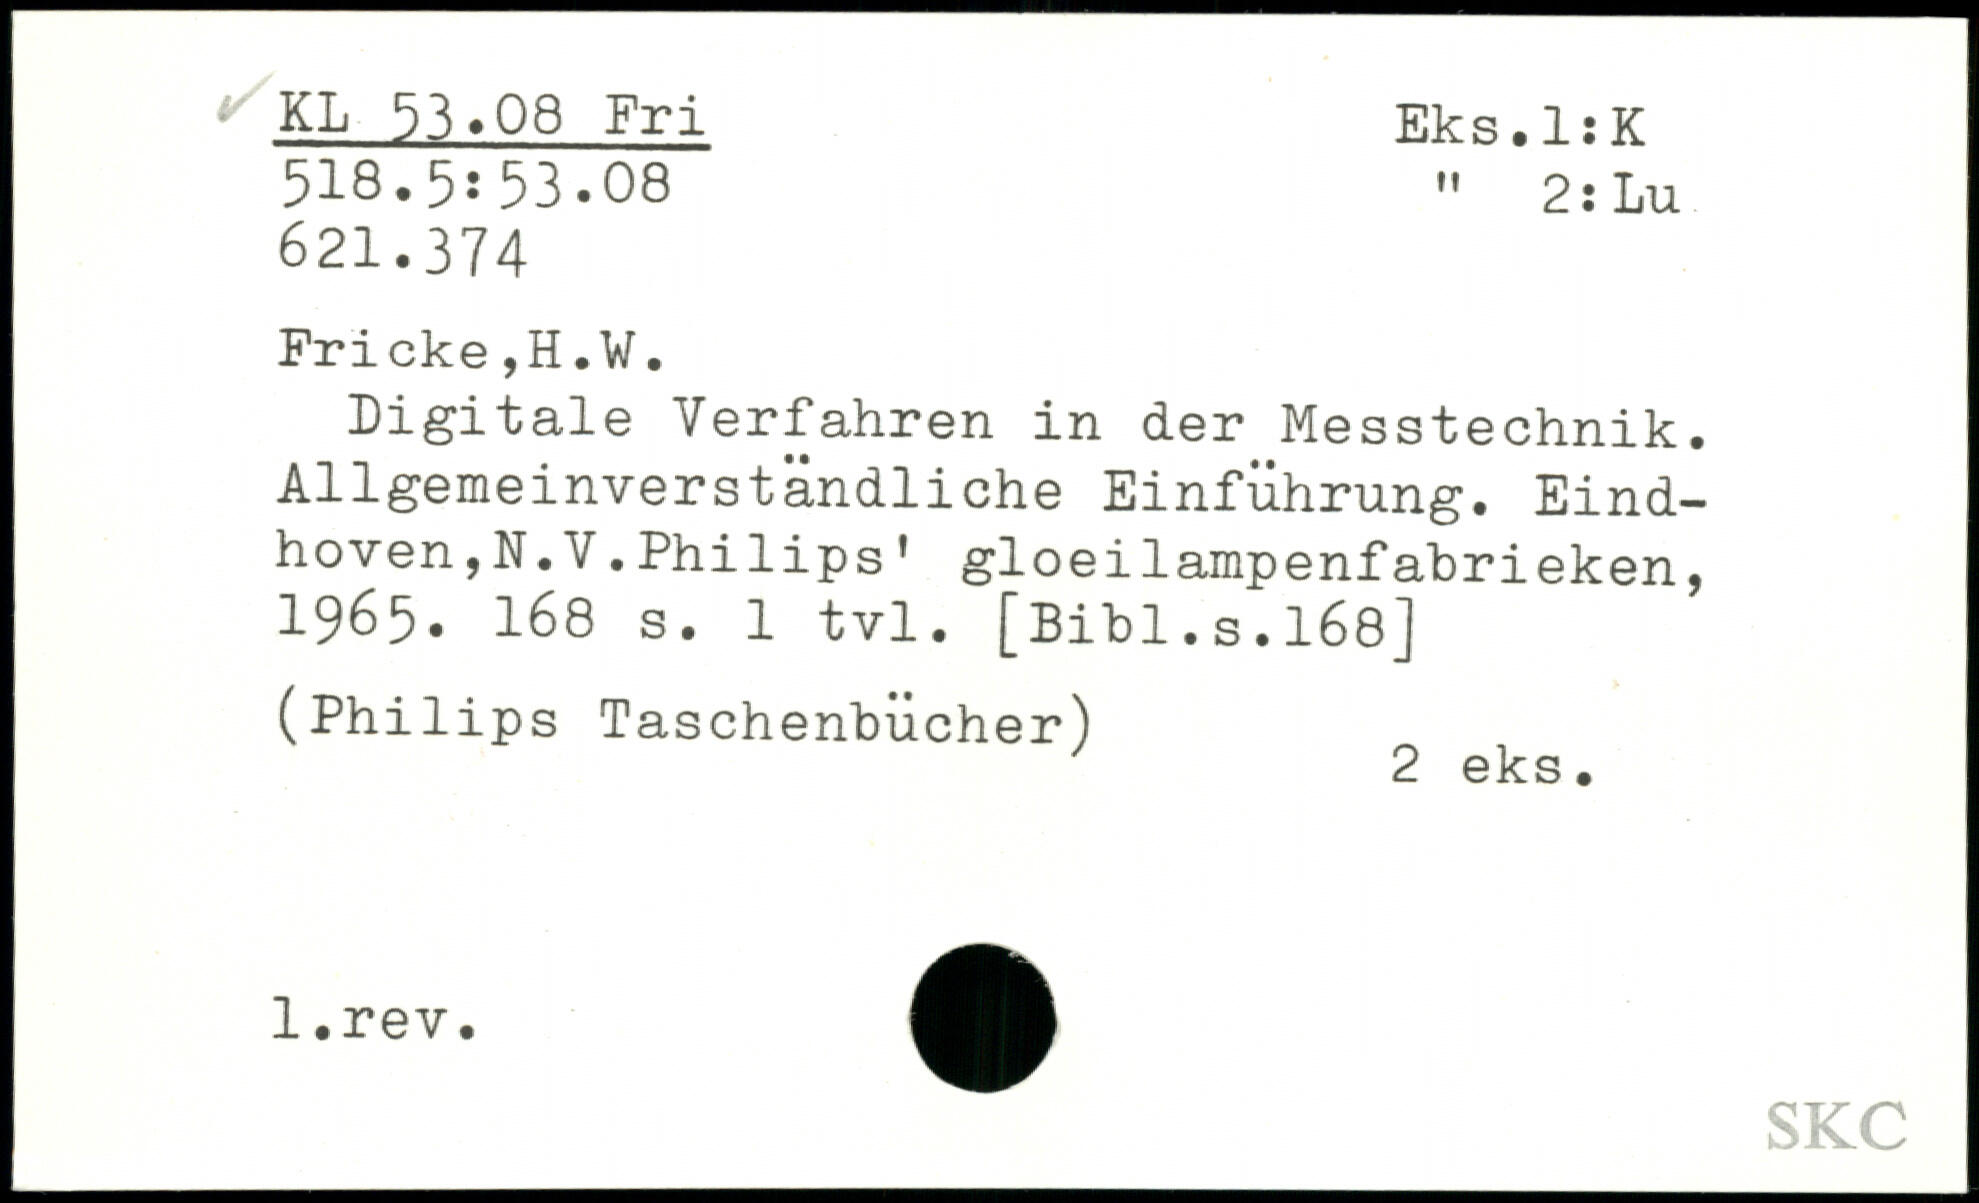 KL 53.08 Fri
Eks.1:K
518.5:53.08
" 2:Lu
621.374
Fricke,H.W.
Digitale Verfahren in der Messtechnik.
Allgemeinverständliche Einführung. Eind-
hoven,N.V.Philips' gloeilampenfabrieken,
1965. 168 s. 1 tvl. [Bibl.s.168]
(Philips Taschenbücher)
2 eks.
1.rev.
SKC